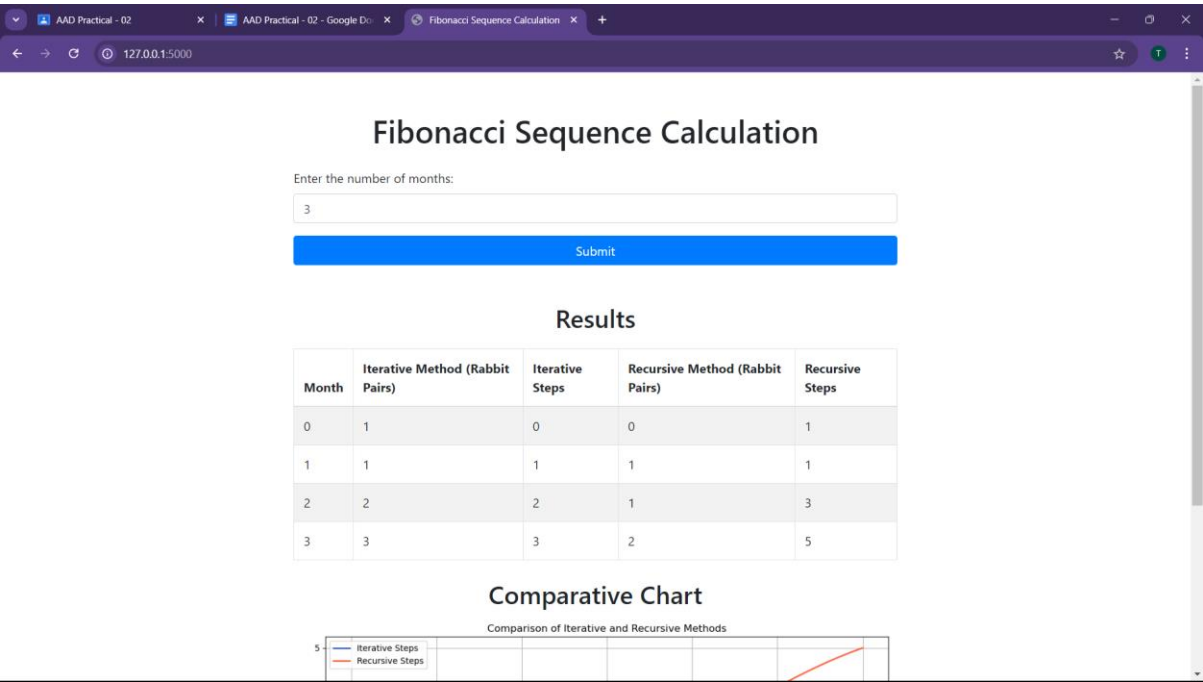 AAD Practical - 02
AAD Practical - 02 - Google Do
Fibonacci Sequence Calculation
127.0.0.1:5000
T
Fibonacci Sequence Calculation
Enter the number of months:
3
Submit
Results
Month Iterative Method (Rabbit Pairs) Iterative Steps Recursive Method (Rabbit Pairs) Recursive Steps
0 1 0 0 1
1 1 1 1 1
2 2 2 1 3
3 3 3 2 5
Comparative Chart
Comparison of Iterative and Recursive Methods
5
Iterative Steps
Recursive Steps